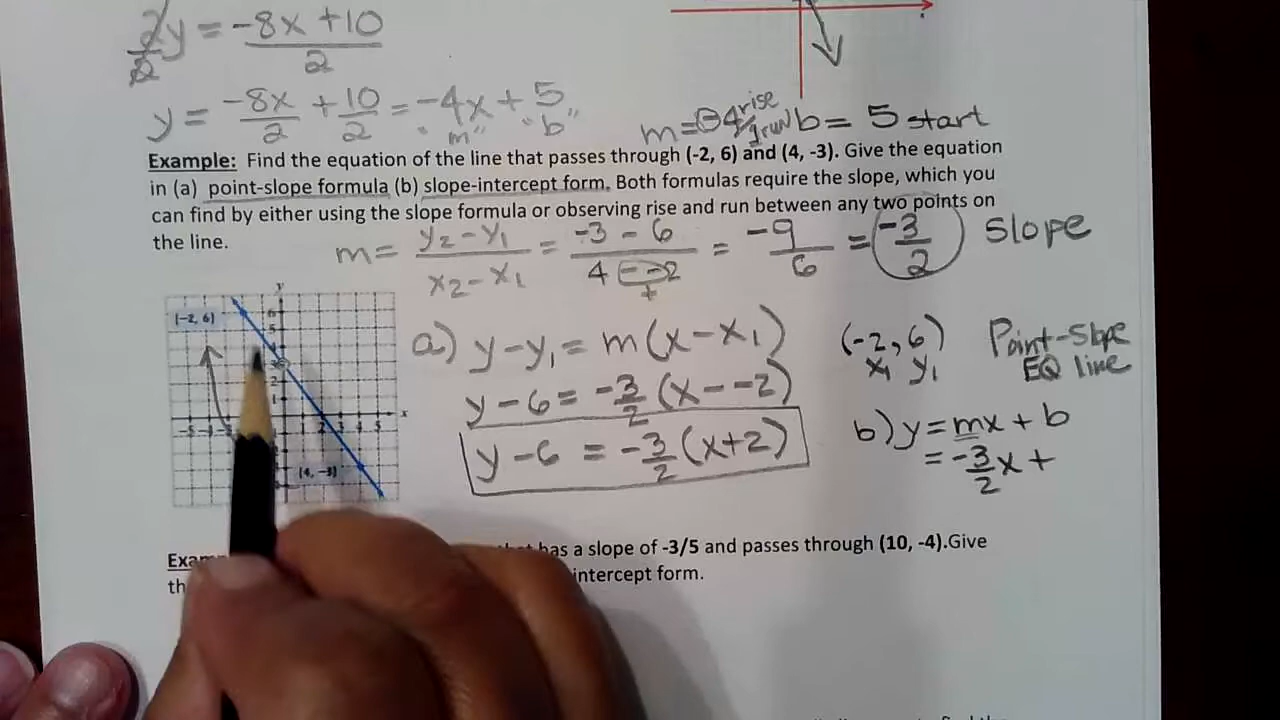 2y = -8x + 10
2 2
y = -8x/2 + 10/2 = -4x + 5
"m" "b"
m = -4/1 rise/run b = 5 start
Example: Find the equation of the line that passes through (-2, 6) and (4, -3). Give the equation
in (a) point-slope formula (b) slope-intercept form. Both formulas require the slope, which you
can find by either using the slope formula or observing rise and run between any two points on
the line.
m = y2 - y1 / x2 - x1 = -3 - 6 / 4 - -2 = -9/6 = -3/2 slope
+
y
(-2, 6)
x
(4, -3)
a) y - y1 = m(x - x1) (-2, 6) Point-Slope
x1 y1 EQ line
y - 6 = -3/2 (x - -2)
y - 6 = -3/2 (x + 2)
b) y = mx + b
= -3/2 x +
has a slope of -3/5 and passes through (10, -4).Give
th
intercept form.